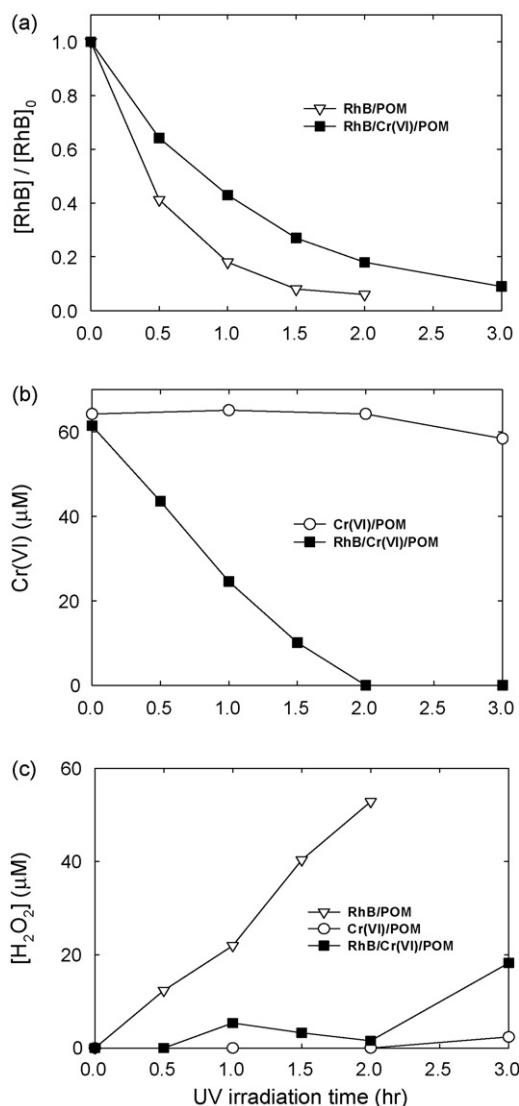 (a)
1.0
0.8
0.6
0.4
0.2
0.0
[RhB] / [RhB]0
RhB/POM
RhB/Cr(VI)/POM
0.0 0.5 1.0 1.5 2.0 2.5 3.0
(b)
60
40
20
0
Cr(VI) (μM)
Cr(VI)/POM
RhB/Cr(VI)/POM
0.0 0.5 1.0 1.5 2.0 2.5 3.0
(c)
60
40
20
0
[H2O2] (μM)
RhB/POM
Cr(VI)/POM
RhB/Cr(VI)/POM
0.0 0.5 1.0 1.5 2.0 2.5 3.0
UV irradiation time (hr)